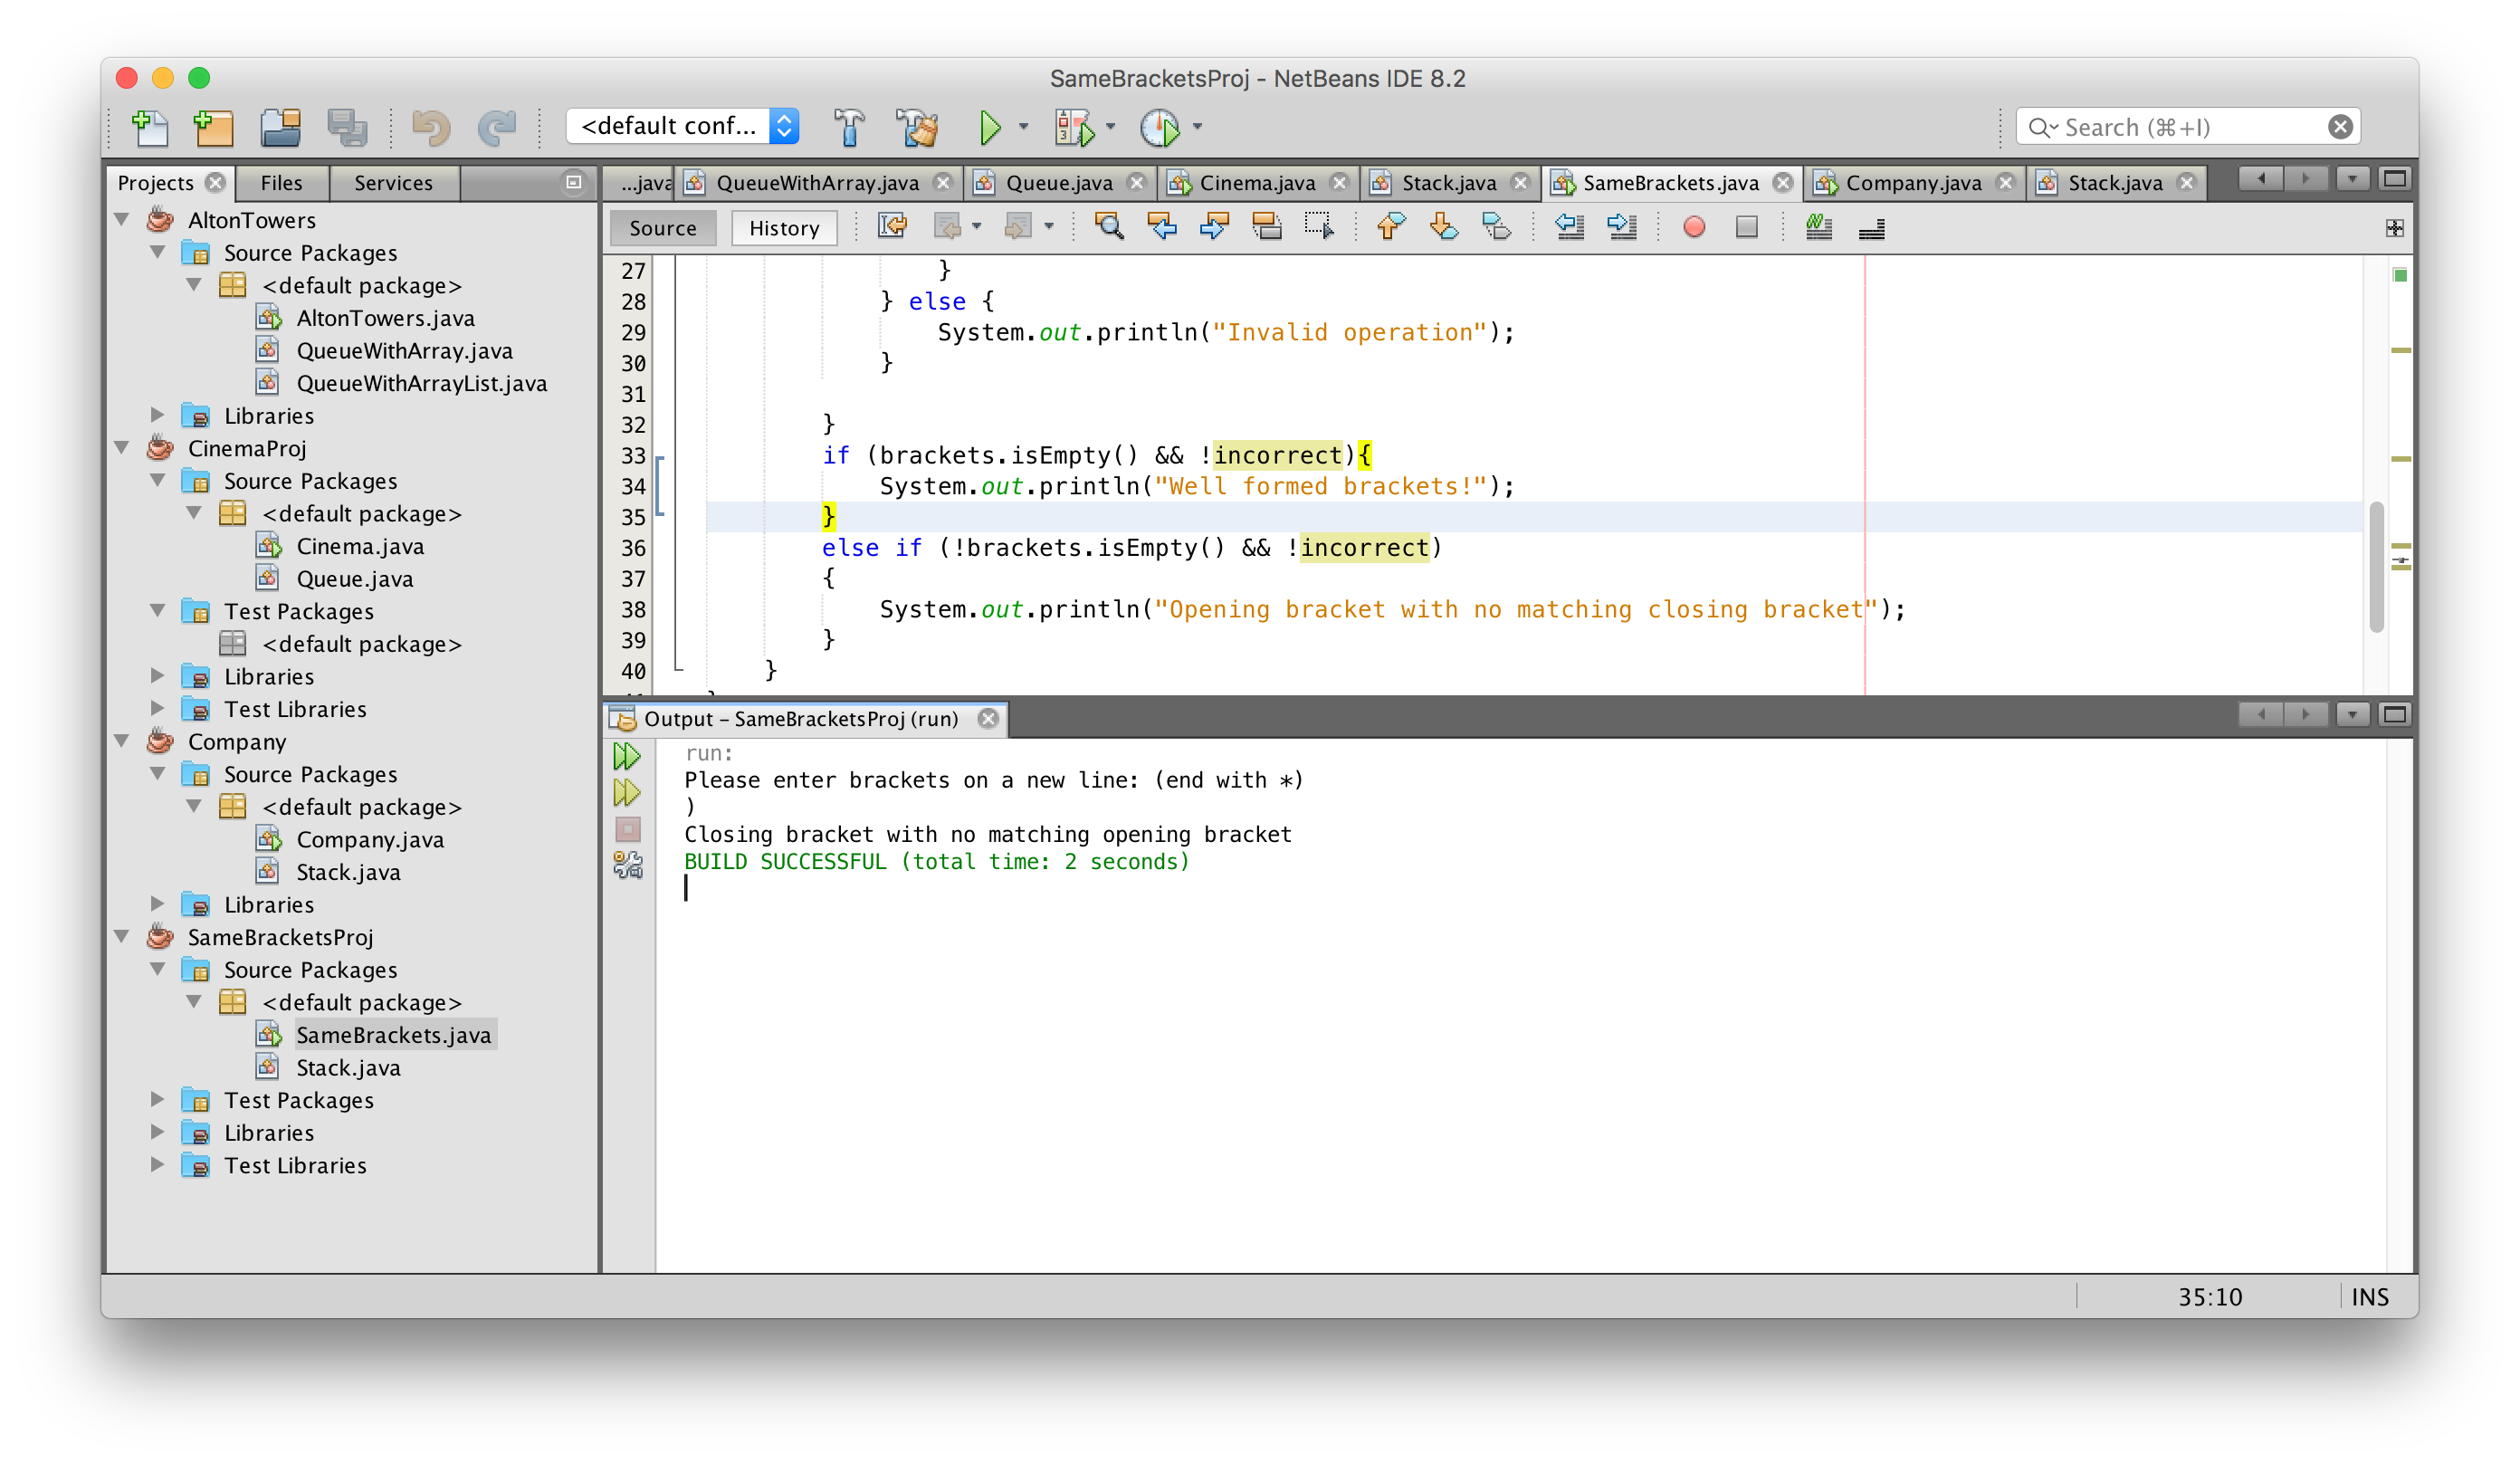 SameBracketsProj - NetBeans IDE 8.2
<default conf...
Search (⌘+I)
Projects
Files
Services
...java
QueueWithArray.java
Queue.java
Cinema.java
Stack.java
SameBrackets.java
Company.java
Stack.java
Source
History
AltonTowers
Source Packages
<default package>
AltonTowers.java
QueueWithArray.java
QueueWithArrayList.java
Libraries
CinemaProj
Source Packages
<default package>
Cinema.java
Queue.java
Test Packages
<default package>
Libraries
Test Libraries
Company
Source Packages
<default package>
Company.java
Stack.java
Libraries
SameBracketsProj
Source Packages
<default package>
SameBrackets.java
Stack.java
Test Packages
Libraries
Test Libraries
27 }
28 } else {
29 System.out.println("Invalid operation");
30 }
31
32 }
33 if (brackets.isEmpty() && !incorrect){
34 System.out.println("Well formed brackets!");
35 }
36 else if (!brackets.isEmpty() && !incorrect)
37 {
38 System.out.println("Opening bracket with no matching closing bracket");
39 }
40 }
Output - SameBracketsProj (run)
run:
Please enter brackets on a new line: (end with *)
)
Closing bracket with no matching opening bracket
BUILD SUCCESSFUL (total time: 2 seconds)
35:10
INS